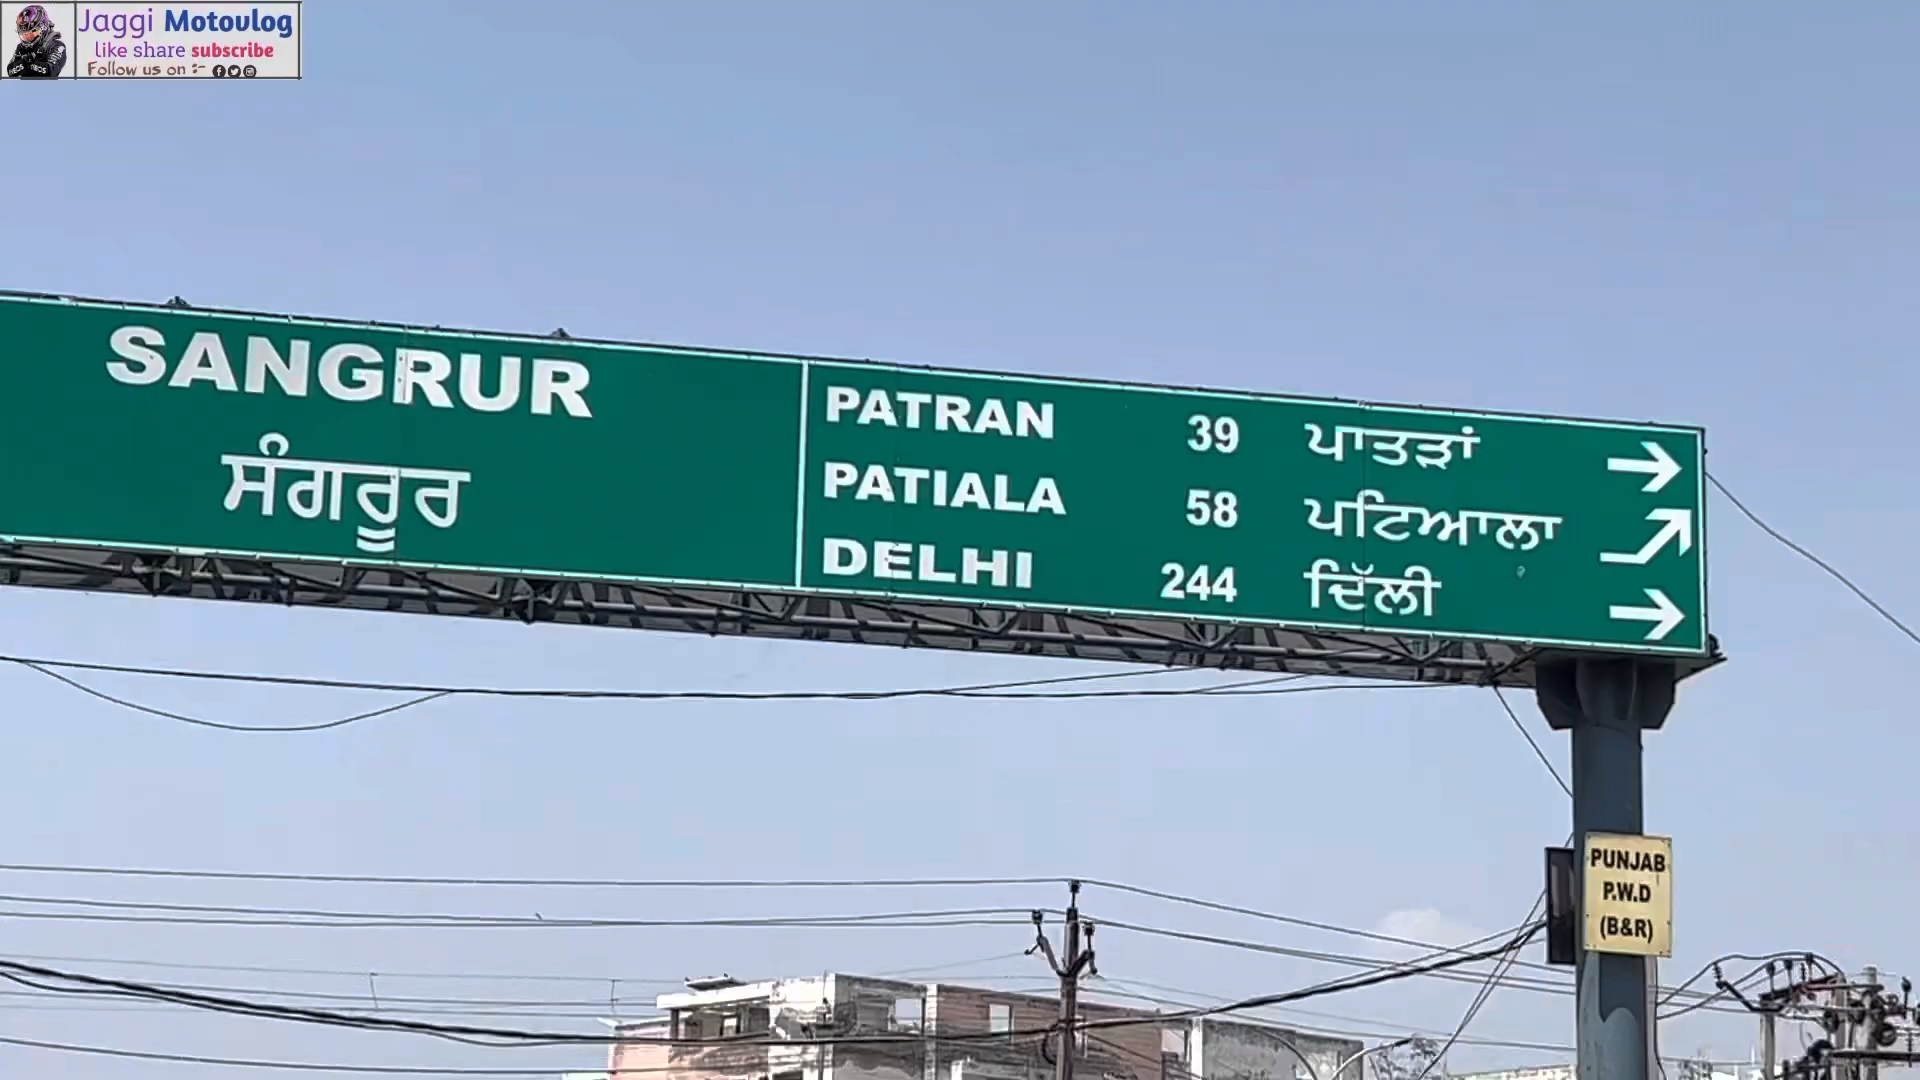 Jaggi Motovlog
like share subscribe
Follow us on :-
SANGRUR
ਸੰਗਰੂਰ
PATRAN 39 ਪਾਤੜਾਂ
PATIALA 58 ਪਟਿਆਲਾ
DELHI 244 ਦਿੱਲੀ
PUNJAB
P.W.D
(B&R)